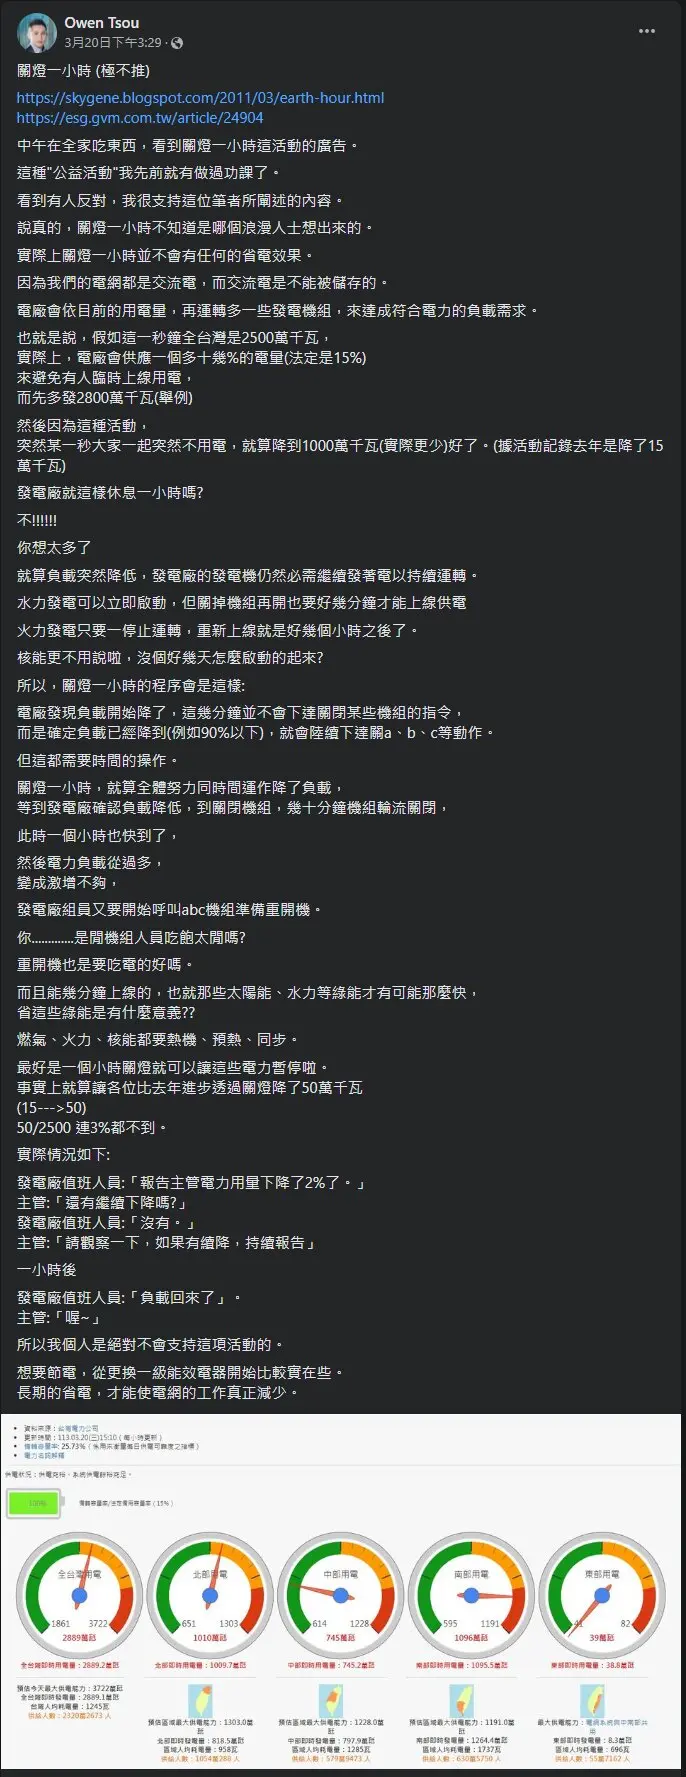 Owen Tsou
3月20日下午3:29 ·
關燈一小時 (極不推)
https://skygene.blogspot.com/2011/03/earth-hour.html
https://esg.gvm.com.tw/article/24904
中午在全家吃東西，看到關燈一小時這活動的廣告。
這種"公益活動"我先前就有做過功課了。
看到有人反對，我很支持這位筆者所闡述的內容。
說真的，關燈一小時不知道是哪個浪漫人士想出來的。
實際上關燈一小時並不會有任何的省電效果。
因為我們的電網都是交流電，而交流電是不能被儲存的。
電廠會依目前的用電量，再運轉多一些發電機組，來達成符合電力的負載需求。
也就是說，假如這一秒鐘全台灣是2500萬千瓦，
實際上，電廠會供應一個多十幾%的電量(法定是15%)
來避免有人臨時上線用電，
而先多發2800萬千瓦(舉例)
然後因為這種活動，
突然某一秒大家一起突然不用電，就算降到1000萬千瓦(實際更少)好了。(據活動記錄去年是降了15
萬千瓦)
發電廠就這樣休息一小時嗎?
不!!!!!!
你想太多了
就算負載突然降低，發電廠的發電機仍然必需繼續發著電以持續運轉。
水力發電可以立即啟動，但關掉機組再開也要好幾分鐘才能上線供電
火力發電只要一停止運轉，重新上線就是好幾個小時之後了。
核能更不用說啦，沒個好幾天怎麼啟動的起來?
所以，關燈一小時的程序會是這樣:
電廠發現負載開始降了，這幾分鐘並不會下達關閉某些機組的指令，
而是確定負載已經降到(例如90%以下)，就會陸續下達關a、b、c等動作。
但這都需要時間的操作。
關燈一小時，就算全體努力同時間運作降了負載，
等到發電廠確認負載降低，到關閉機組，幾十分鐘機組輪流關閉，
此時一個小時也快到了，
然後電力負載從過多，
變成激增不夠，
發電廠組員又要開始呼叫abc機組準備重開機。
你.............是閒機組人員吃飽太閒嗎?
重開機也是要吃電的好嗎。
而且能幾分鐘上線的，也就那些太陽能、水力等綠能才有可能那麼快，
省這些綠能是有什麼意義??
燃氣、火力、核能都要熱機、預熱、同步。
最好是一個小時關燈就可以讓這些電力暫停啦。
事實上就算讓各位比去年進步透過關燈降了50萬千瓦
(15--->50)
50/2500 連3%都不到。
實際情況如下:
發電廠值班人員:「報告主管電力用量下降了2%了。」
主管:「還有繼續下降嗎?」
發電廠值班人員:「沒有。」
主管:「請觀察一下，如果有續降，持續報告」
一小時後
發電廠值班人員:「負載回來了」。
主管:「喔~」
所以我個人是絕對不會支持這項活動的。
想要節電，從更換一級能效電器開始比較實在些。
長期的省電，才能使電網的工作真正減少。
資料來源：台灣電力公司
更新時間：113.03.20(三)15:10 ( 每小時更新 )
備轉容量率: 25.73% ( 係用來衡量每日供電可靠度之指標 )
電力名詞解釋
供電狀況：供電充裕。系統供電餘裕充足。
100%
備轉容量率/法定備用容量率 ( 15% )
全台灣用電 北部用電 中部用電 南部用電 東部用電
1861 3722 651 1303 614 1228 595 1191 41 82
2889萬瓩 1010萬瓩 745萬瓩 1096萬瓩 39萬瓩
全台灣即時用電量：2889.2萬瓩 北部即時用電量：1009.7萬瓩 中部即時用電量：745.2萬瓩 南部即時用電量：1095.5萬瓩 東部即時用電量：38.8萬瓩
預估今天最大供電能力：3722萬瓩
全台灣即時發電量：2889.1萬瓩
台灣人均耗電量：1245瓦
供給人數：2320萬2673 人
預估區域最大供電能力：1303.0萬瓩
北部即時發電量：818.5萬瓩
區域人均耗電量：958瓦
供給人數：1054萬288 人
預估區域最大供電能力：1228.0萬瓩
中部即時發電量：797.9萬瓩
區域人均耗電量：1285瓦
供給人數：579萬9473 人
預估區域最大供電能力：1191.0萬瓩
南部即時發電量：1264.4萬瓩
區域人均耗電量：1737瓦
供給人數：630萬5750 人
最大供電能力：電網系統與中南部共用
東部即時發電量：8.3萬瓩
區域人均耗電量：696瓦
供給人數：55萬7162 人